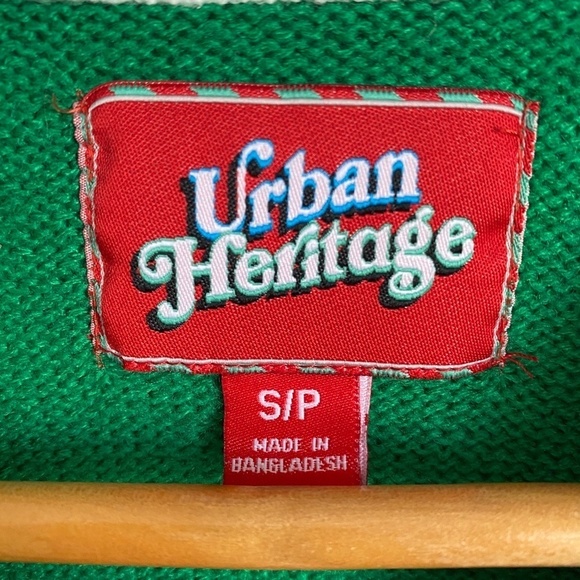 Urban
Heritage
S/P
MADE IN
BANGLADESH